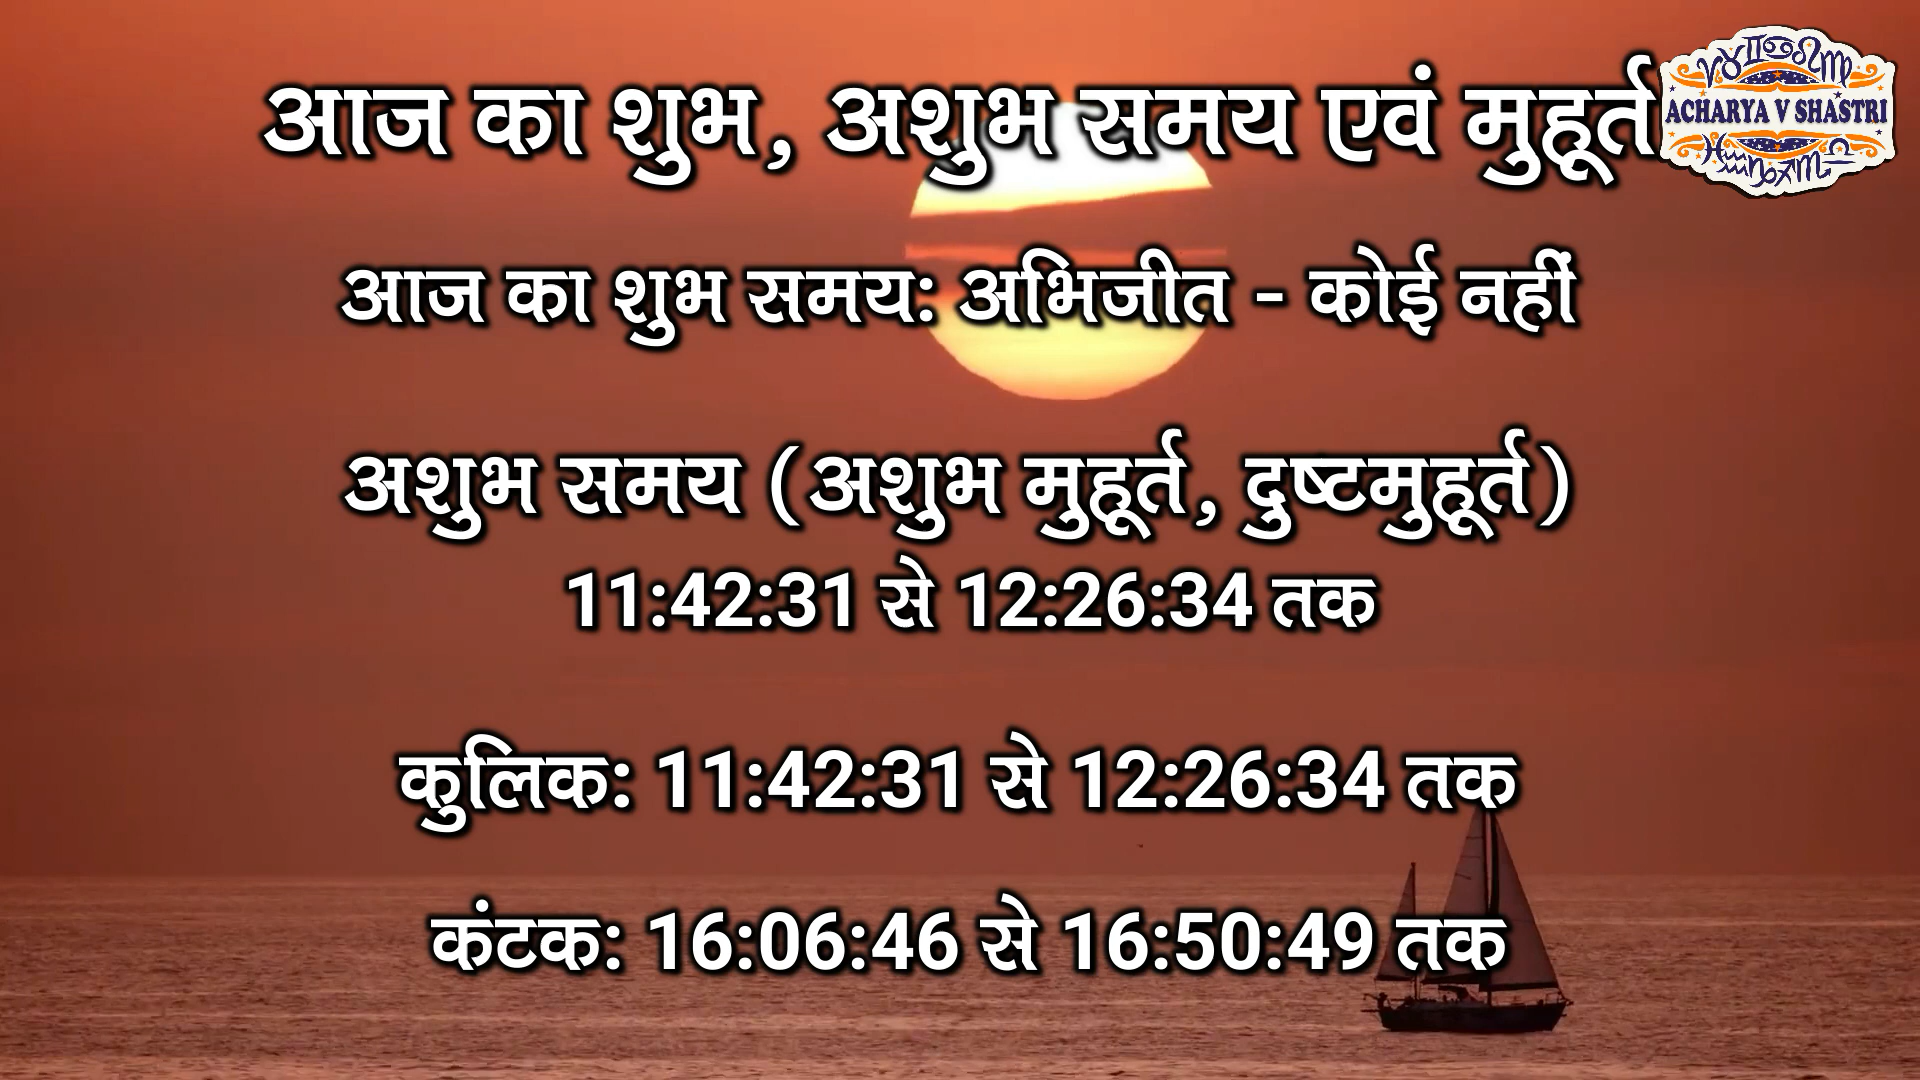 आज का शुभ, अशुभ समय एवं मुहूर्त
ACHARYA V SHASTRI
आज का शुभ समय: अभिजीत - कोई नहीं
अशुभ समय (अशुभ मुहूर्त, दुष्टमुहूर्त)
11:42:31 से 12:26:34 तक
कुलिक: 11:42:31 से 12:26:34 तक
कंटक: 16:06:46 से 16:50:49 तक